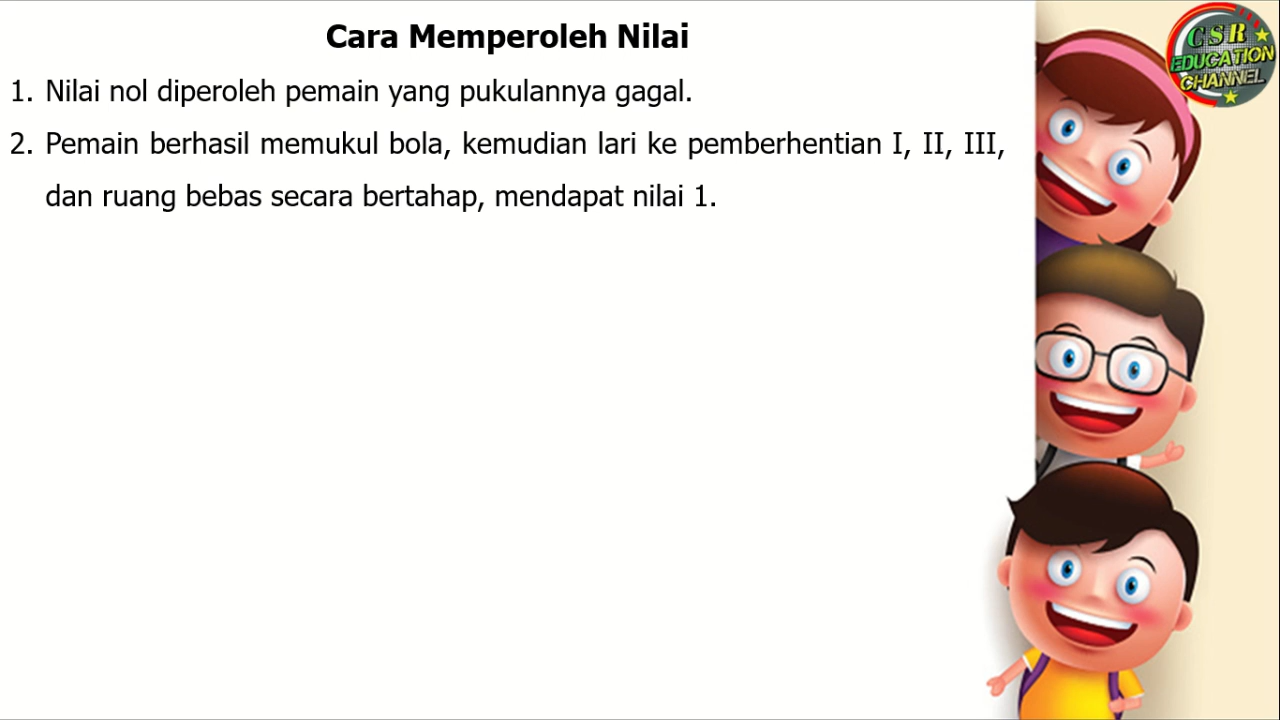 Cara Memperoleh Nilai
CSR
EDUCATION
CHANNEL
1. Nilai nol diperoleh pemain yang pukulannya gagal.
2. Pemain berhasil memukul bola, kemudian lari ke pemberhentian I, II, III,
dan ruang bebas secara bertahap, mendapat nilai 1.